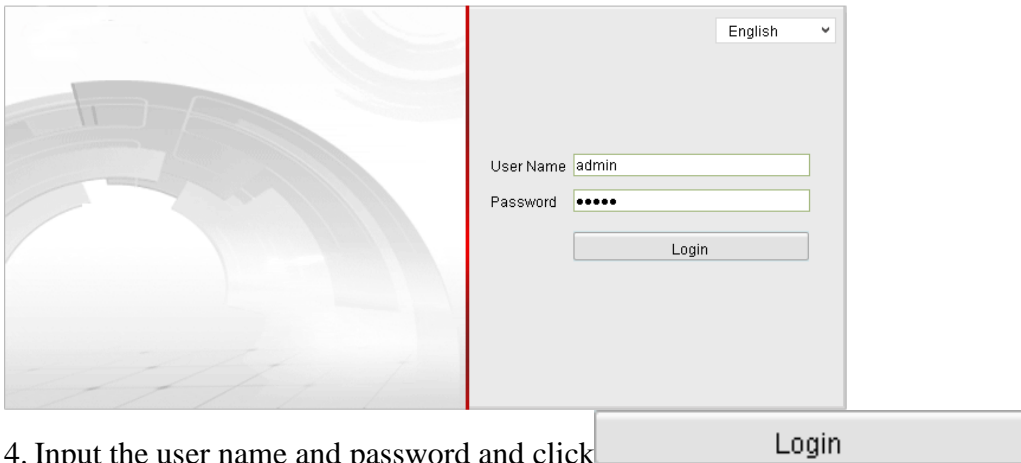 English
User Name admin
Password •••••
Login
4. Input the user name and password and click Login